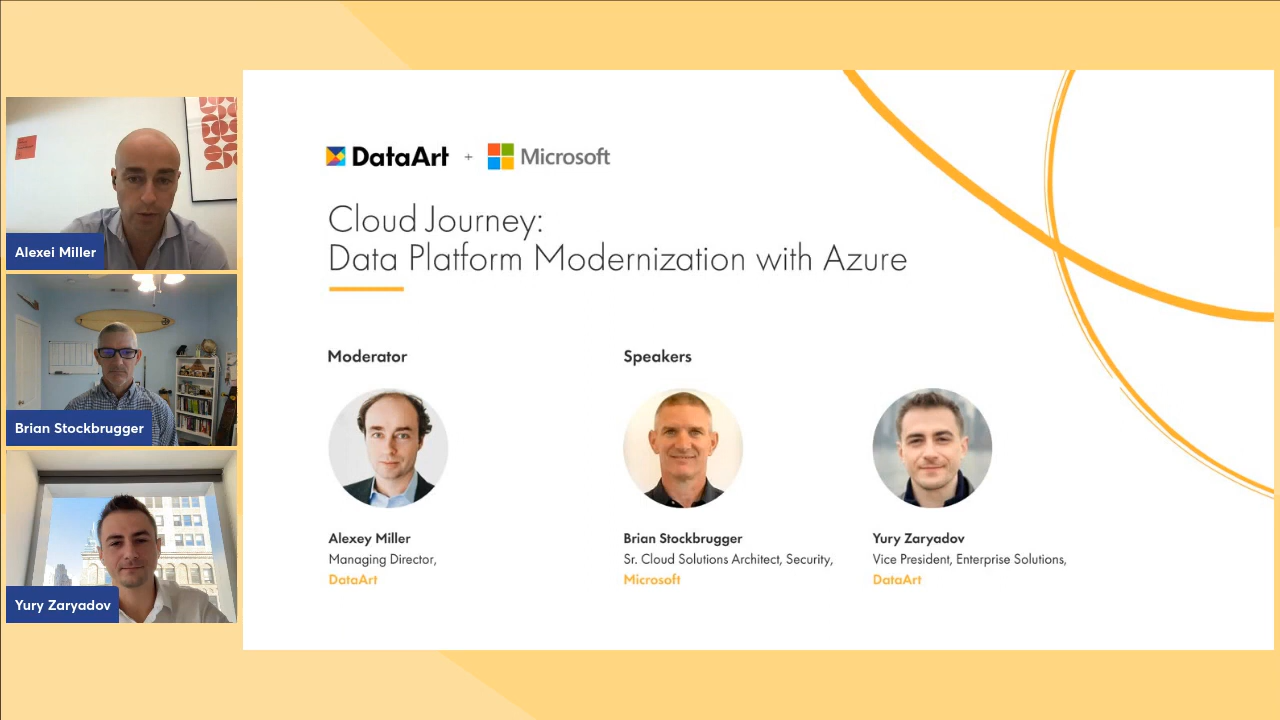 Alexei Miller
Brian Stockbrugger
Yury Zaryadov
DataArt + Microsoft
Cloud Journey:
Data Platform Modernization with Azure
Moderator
Speakers
Alexey Miller
Managing Director,
DataArt
Brian Stockbrugger
Sr. Cloud Solutions Architect, Security,
Microsoft
Yury Zaryadov
Vice President, Enterprise Solutions,
DataArt